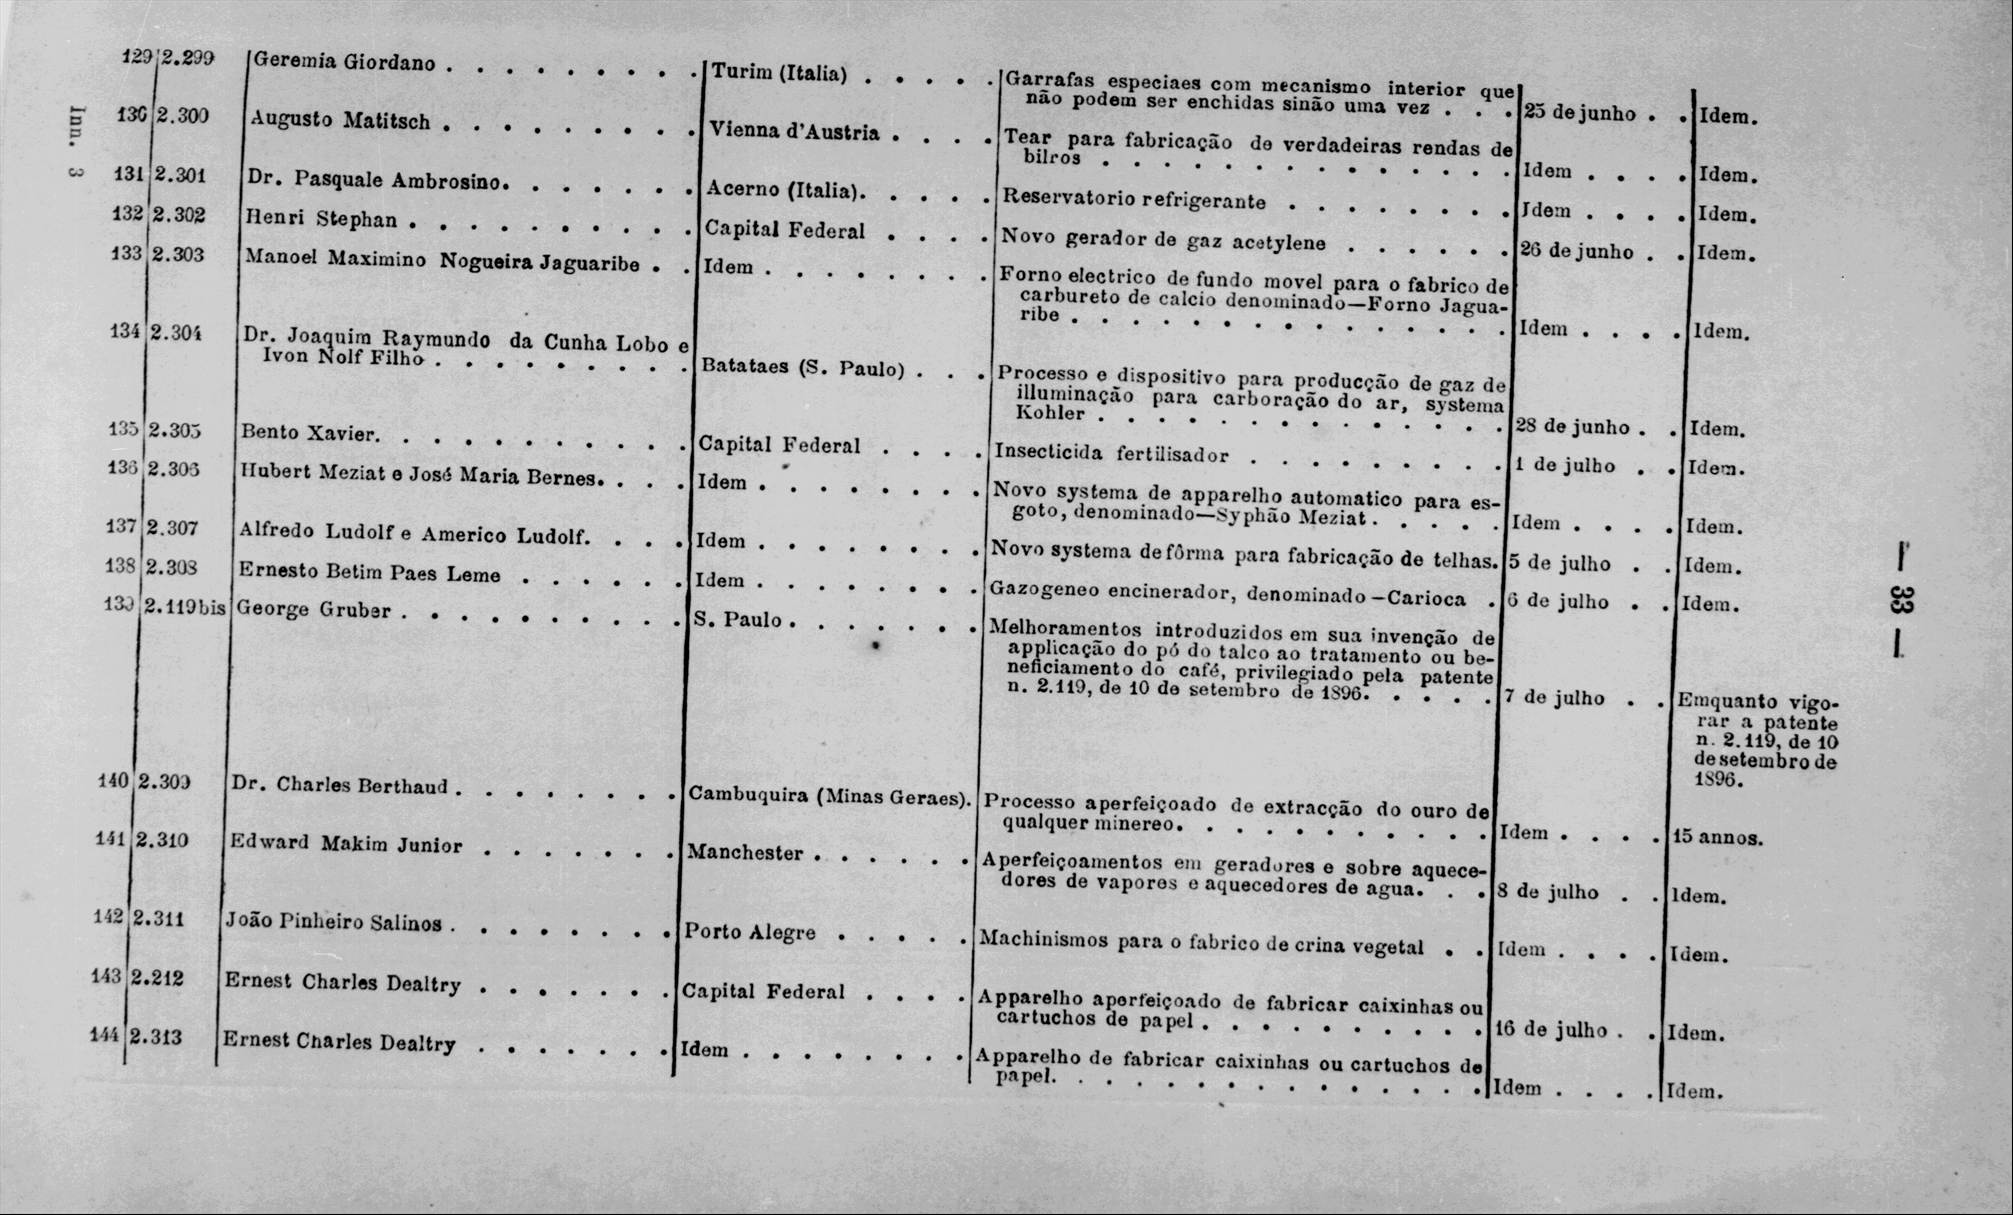 129 2.299 Geremia Giordano . . . . . . . . . Turim (Italia) . . . . . Garrafas especiaes com mecanismo interior que
não podem ser enchidas sinão uma vez . . . 25 de junho . . Idem.
130 2.300 Augusto Matitsch . . . . . . . . . Vienna d'Austria . . . . Tear para fabricação de verdadeiras rendas de
bilros . . . . . . . . . . . . . . Idem . . . . Idem.
131 2.301 Dr. Pasquale Ambrosino. . . . . . . Acerno (Italia). . . . . Reservatorio refrigerante . . . . . . . . Idem . . . . Idem.
132 2.302 Henri Stephan . . . . . . . . . . Capital Federal . . . . Novo gerador de gaz acetylene . . . . . . 26 de junho . . Idem.
133 2.303 Manoel Maximino Nogueira Jaguaribe . . Idem . . . . . . . . Forno electrico de fundo movel para o fabrico de
carbureto de calcio denominado—Forno Jagua-
ribe . . . . . . . . . . . . . . . Idem . . . . Idem.
134 2.304 Dr. Joaquim Raymundo da Cunha Lobo e
Ivon Nolf Filho . . . . . . . . . Batataes (S. Paulo) . . . Processo e dispositivo para producção de gaz de
illuminação para carboração do ar, systema
Kohler . . . . . . . . . . . . . . 28 de junho . . Idem.
135 2.305 Bento Xavier. . . . . . . . . . . Capital Federal . . . . Insecticida fertilisador . . . . . . . . . 1 de julho . . Idem.
136 2.306 Hubert Meziat e José Maria Bernes. . . . Idem . . . . . . . . Novo systema de apparelho automatico para es-
goto, denominado—Syphão Meziat . . . . . Idem . . . . Idem.
137 2.307 Alfredo Ludolf e Americo Ludolf. . . . Idem . . . . . . . . Novo systema de fôrma para fabricação de telhas. 5 de julho . . Idem.
138 2.308 Ernesto Betim Paes Leme . . . . . . Idem . . . . . . . . Gazogeneo encinerador, denominado—Carioca . 6 de julho . . Idem.
139 2.119 bis George Gruber . . . . . . . . . . S. Paulo . . . . . . . Melhoramentos introduzidos em sua invenção de
applicação do pó do talco ao tratamento ou be-
neficiamento do café, privilegiado pela patente
n. 2.119, de 10 de setembro de 1896. . . . . 7 de julho . . Emquanto vigo-
rar a patente
n. 2.119, de 10
de setembro de
1896.
140 2.309 Dr. Charles Berthaud . . . . . . . . Cambuquira (Minas Geraes). Processo aperfeiçoado de extracção do ouro de
qualquer minereo. . . . . . . . . . . Idem . . . . 15 annos.
141 2.310 Edward Makim Junior . . . . . . . Manchester . . . . . . Aperfeiçoamentos em geradores e sobre aquece-
dores de vapores e aquecedores de agua. . . 8 de julho . . Idem.
142 2.311 João Pinheiro Salinos . . . . . . . . Porto Alegre . . . . . Machinismos para o fabrico de crina vegetal . . Idem . . . . Idem.
143 2.212 Ernest Charles Dealtry . . . . . . . Capital Federal . . . . Apparelho aperfeiçoado de fabricar caixinhas ou
cartuchos de papel . . . . . . . . . . 16 de julho . . Idem.
144 2.313 Ernest Charles Dealtry . . . . . . . Idem . . . . . . . . Apparelho de fabricar caixinhas ou cartuchos de
papel. . . . . . . . . . . . . . . Idem . . . . Idem.
Inn. 3
— 33 —